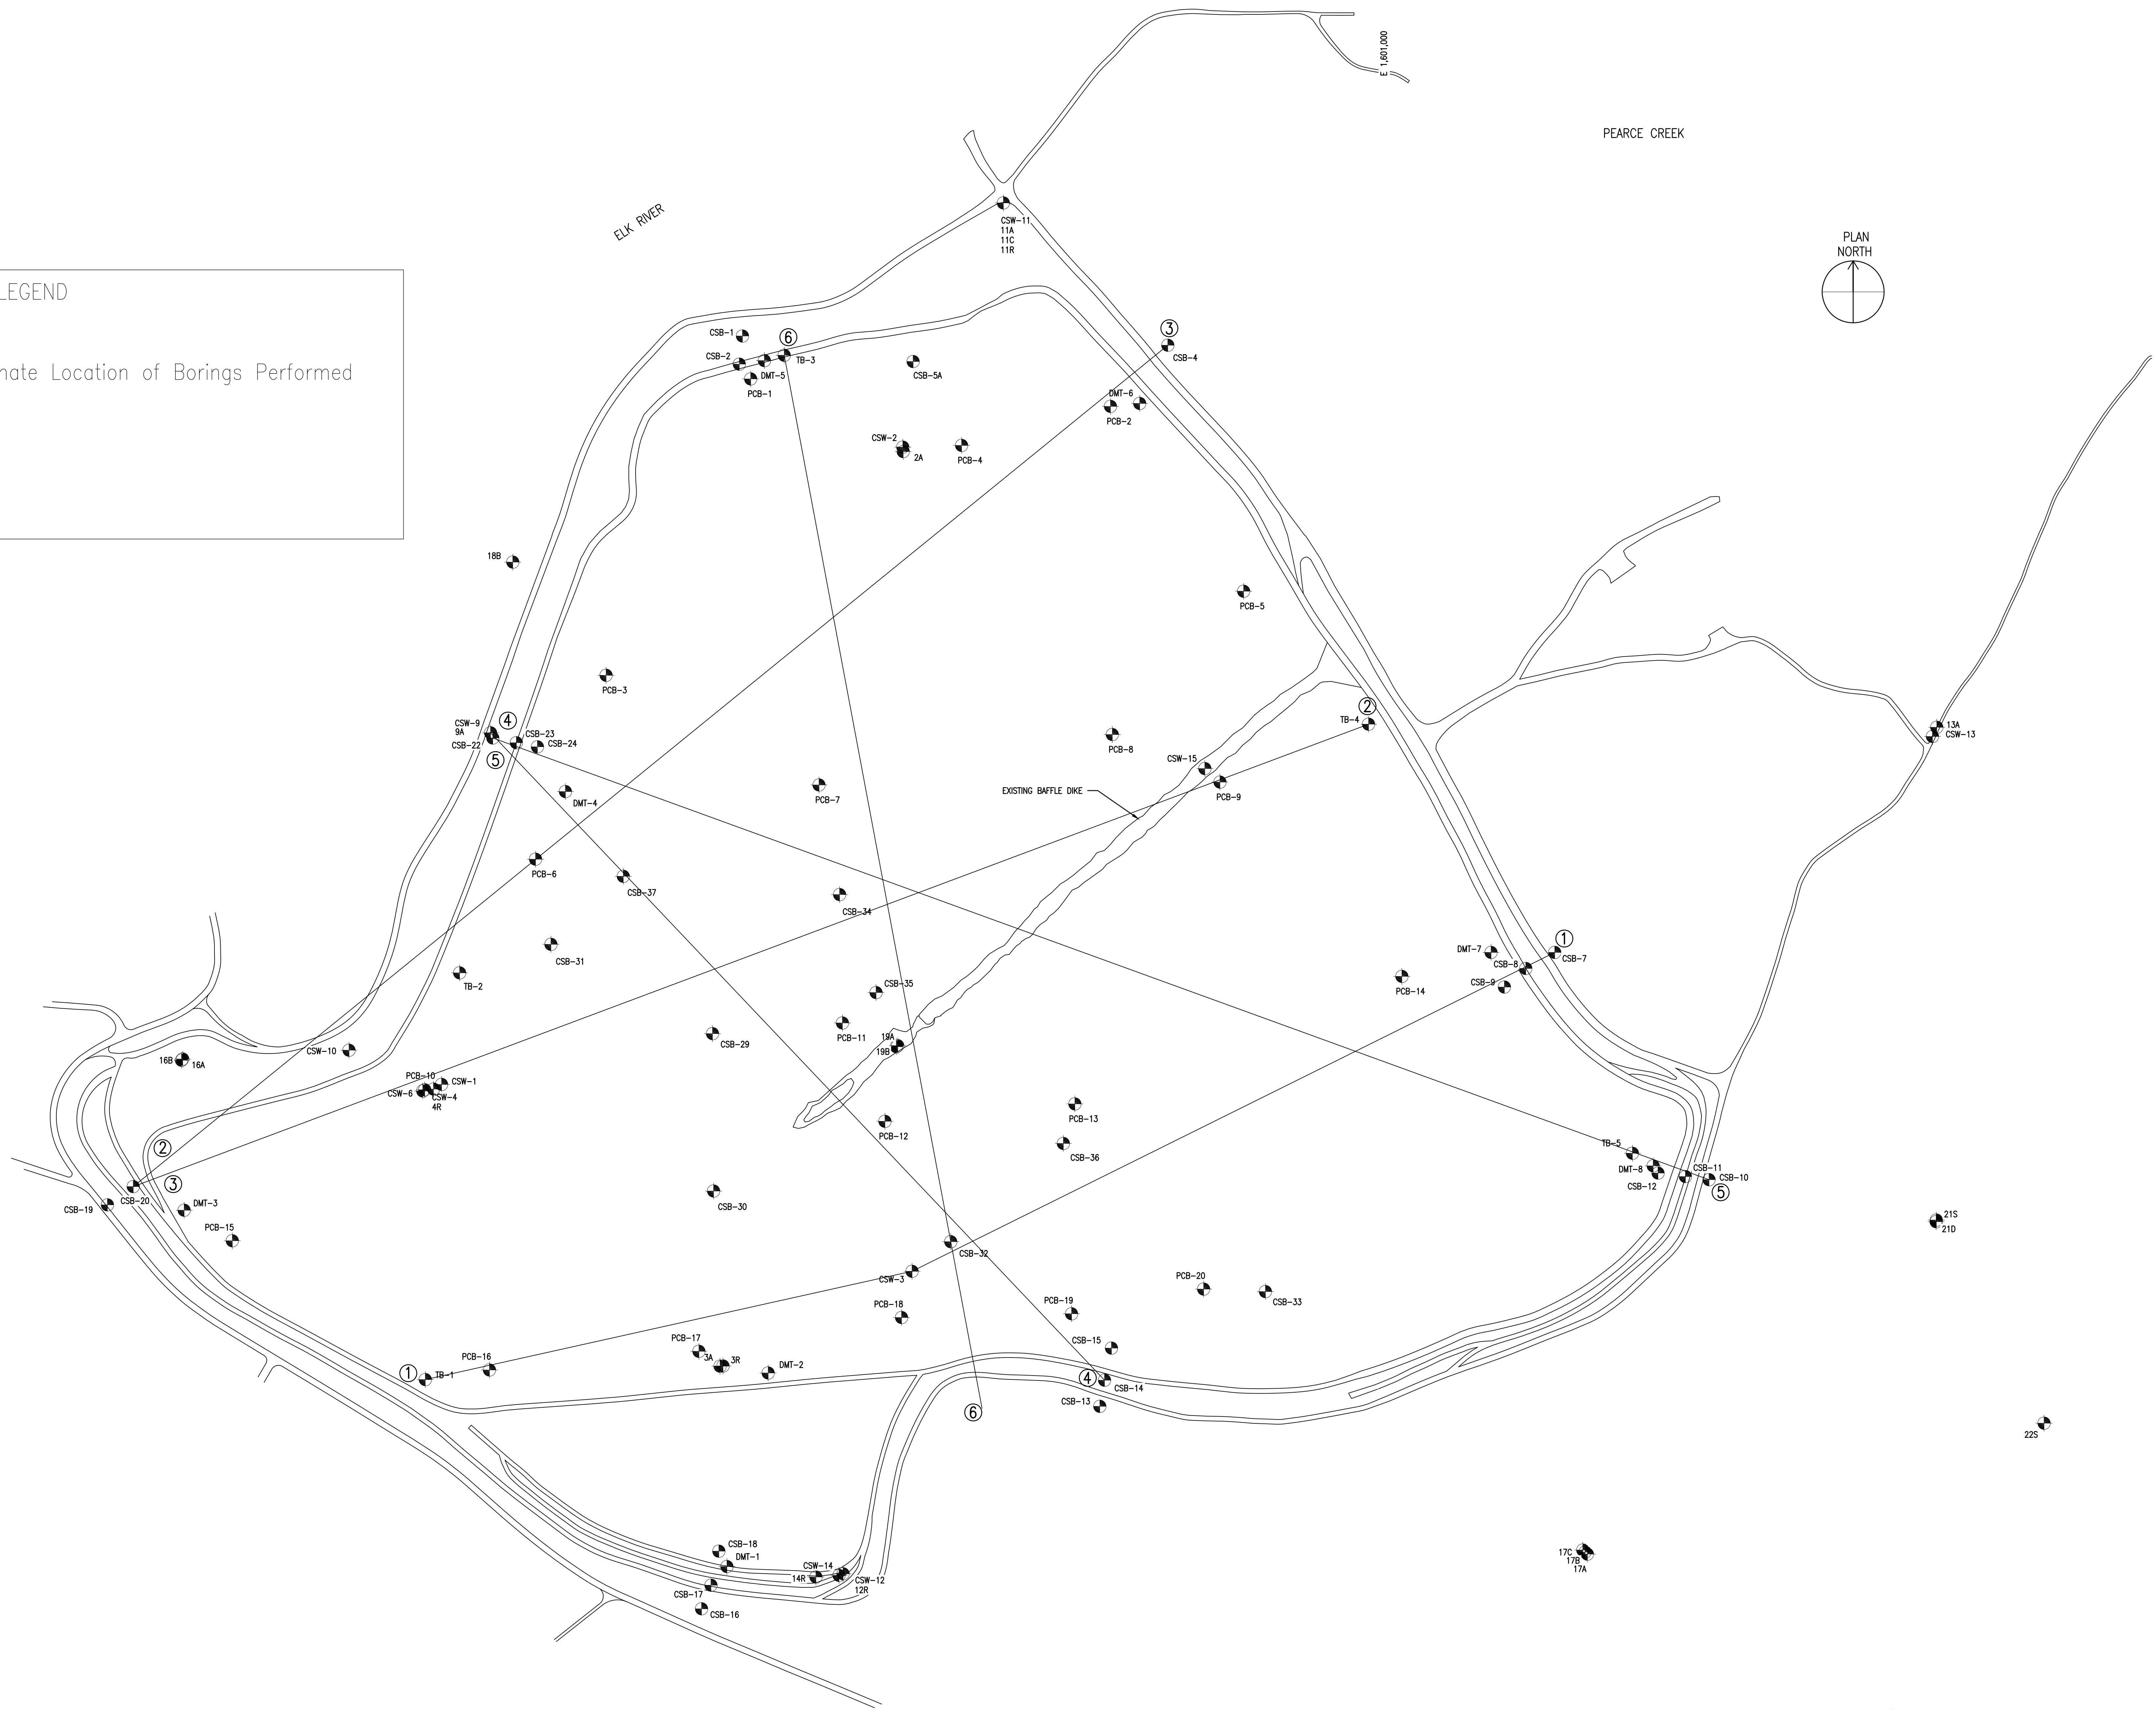 E 1,601,000
PEARCE CREEK
ELK RIVER
CSW-11
11A
11C
11R
PLAN
NORTH
LEGEND
nate Location of Borings Performed
CSB-1
6
3
CSB-2
TB-3
CSB-4
DMT-5
CSB-5A
PCB-1
DMT-6
PCB-2
CSW-2
2A
PCB-4
18B
PCB-5
PCB-3
2
TB-4
CSW-9
9A
4
CSB-22
CSB-23
CSB-24
5
13A
CSW-13
PCB-8
CSW-15
PCB-9
EXISTING BAFFLE DIKE
DMT-4
PCB-7
PCB-6
CSB-37
CSB-34
1
DMT-7
CSB-7
CSB-8
CSB-31
CSB-9
PCB-14
TB-2
CSB-35
PCB-11
CSB-29
19A
19B
CSW-10
16B
16A
PCB-10
CSW-1
CSW-6
CSW-4
4R
PCB-13
PCB-12
CSB-36
TB-5
2
DMT-8
CSB-11
CSB-12
CSB-10
3
5
CSB-20
CSB-19
DMT-3
CSB-30
PCB-15
21S
21D
CSB-32
CSW-3
PCB-20
CSB-33
PCB-18
PCB-19
PCB-17
CSB-15
3A
3R
PCB-16
DMT-2
1
TB-1
4
CSB-14
CSB-13
6
22S
CSB-18
DMT-1
CSW-14
14R
CSW-12
12R
17C
17B
17A
CSB-17
CSB-16